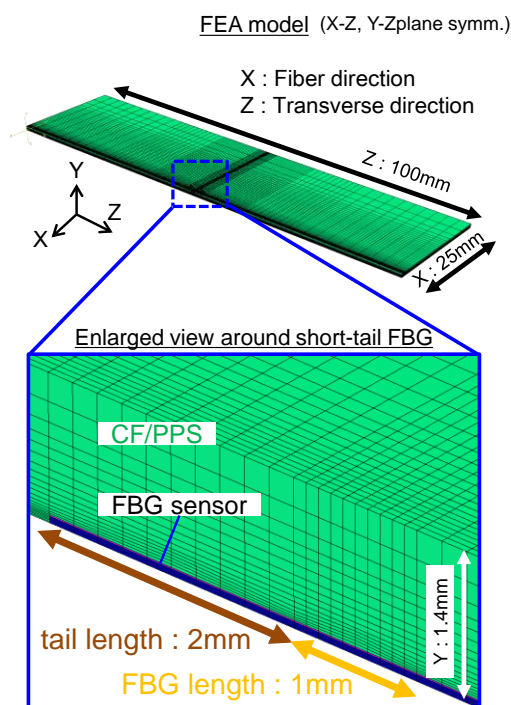 FEA model (X-Z, Y-Zplane symm.)
X : Fiber direction
Z : Transverse direction
Z : 100mm
Y
Z
X
X : 25mm
Enlarged view around short-tail FBG
CF/PPS
FBG sensor
Y : 1.4mm
tail length : 2mm
FBG length : 1mm